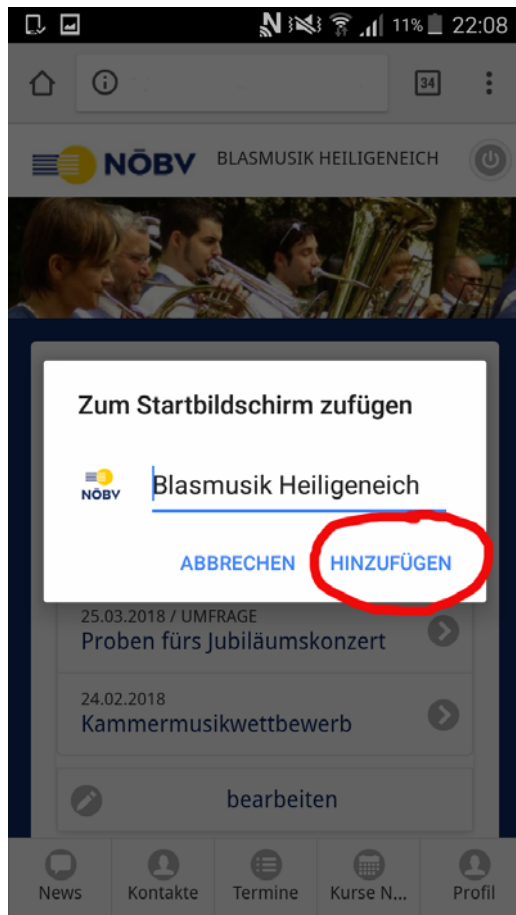 11% 22:08
34
NÖBV BLASMUSIK HEILIGENEICH
Zum Startbildschirm zufügen
NÖBV
Blasmusik Heiligeneich
ABBRECHEN HINZUFÜGEN
25.03.2018 / UMFRAGE
Proben fürs Jubiläumskonzert
24.02.2018
Kammermusikwettbewerb
bearbeiten
News Kontakte Termine Kurse N... Profil